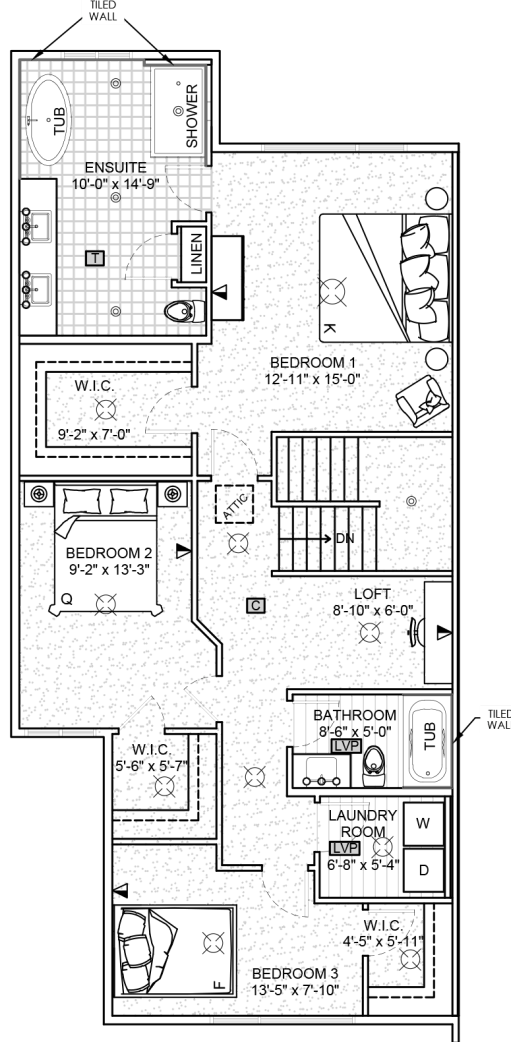 TILED
WALL
TUB
SHOWER
ENSUITE
10'-0" x 14'-9"
T
LINEN
K
BEDROOM 1
12'-11" x 15'-0"
W.I.C.
9'-2" x 7'-0"
ATTIC
DN
BEDROOM 2
9'-2" x 13'-3"
Q
C
LOFT
8'-10" x 6'-0"
BATHROOM
8'-6" x 5'-0"
LVP
TUB
TILED
WALL
W.I.C.
5'-6" x 5'-7"
LAUNDRY
ROOM
LVP
6'-8" x 5'-4"
W
D
W.I.C.
4'-5" x 5'-11"
F
BEDROOM 3
13'-5" x 7'-10"